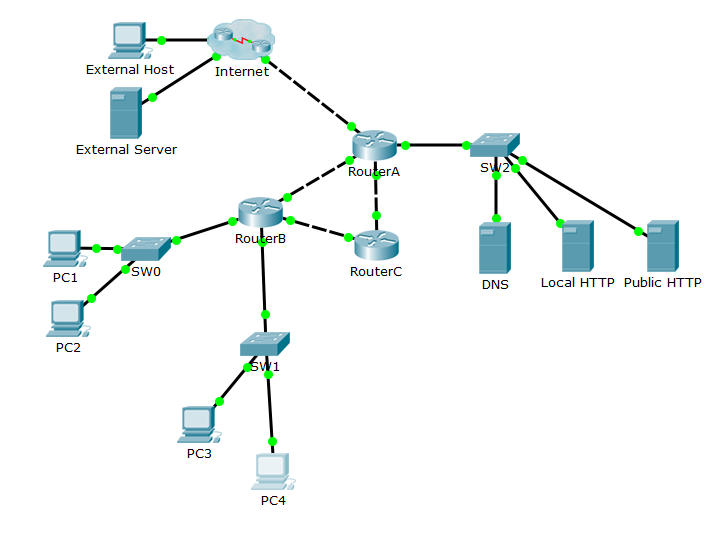 External Host
Internet
External Server
RouterA
SW2
RouterB
RouterC
SW0
PC1
PC2
DNS
Local HTTP
Public HTTP
SW1
PC3
PC4